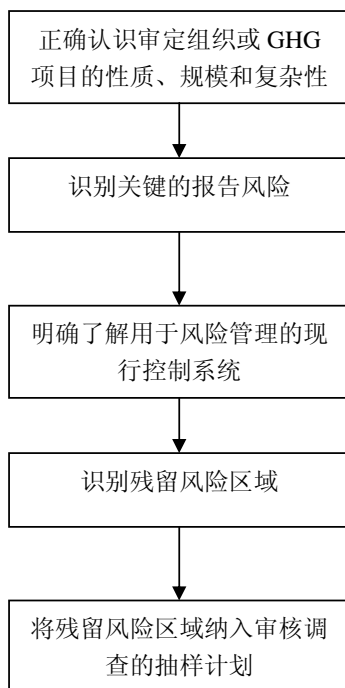 正确认识审定组织或 GHG
项目的性质、规模和复杂性
识别关键的报告风险
明确了解用于风险管理的现
行控制系统
识别残留风险区域
将残留风险区域纳入审核调
查的抽样计划